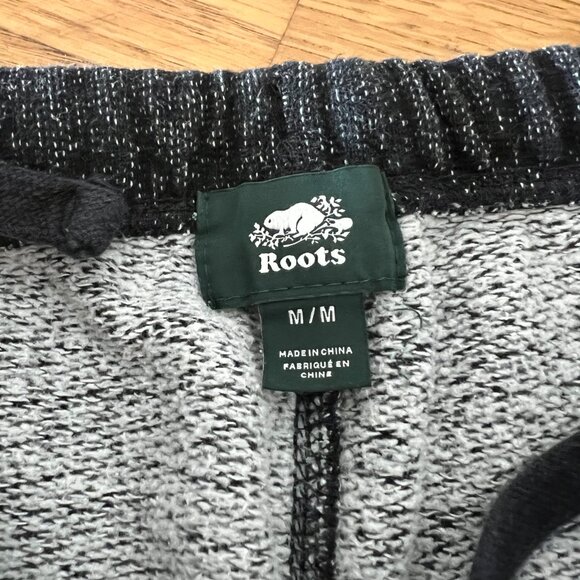 Roots
M/M
MADE IN CHINA
FABRIQUÉ EN
CHINE